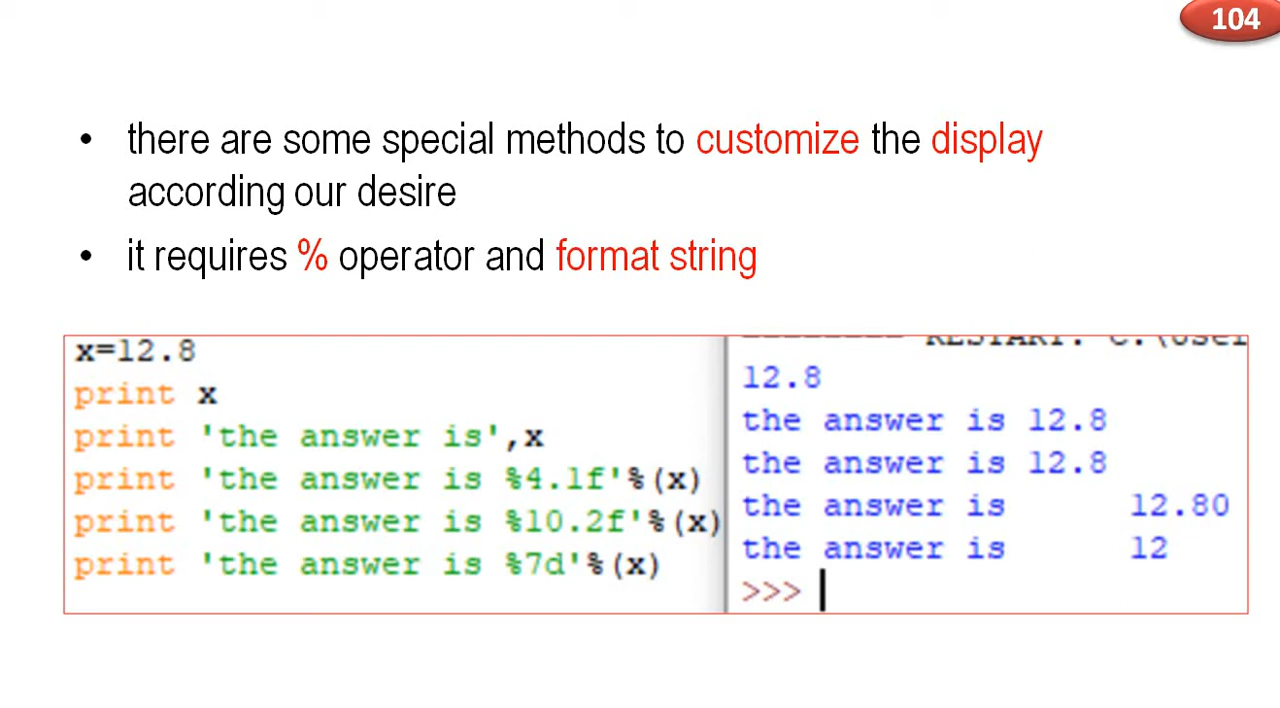 104
• there are some special methods to customize the display
according our desire
• it requires % operator and format string
x=12.8
print x
print 'the answer is',x
print 'the answer is %4.1f'%(x)
print 'the answer is %10.2f'%(x)
print 'the answer is %7d'%(x)
RESTART: C:\User
12.8
the answer is 12.8
the answer is 12.8
the answer is      12.80
the answer is      12
>>>